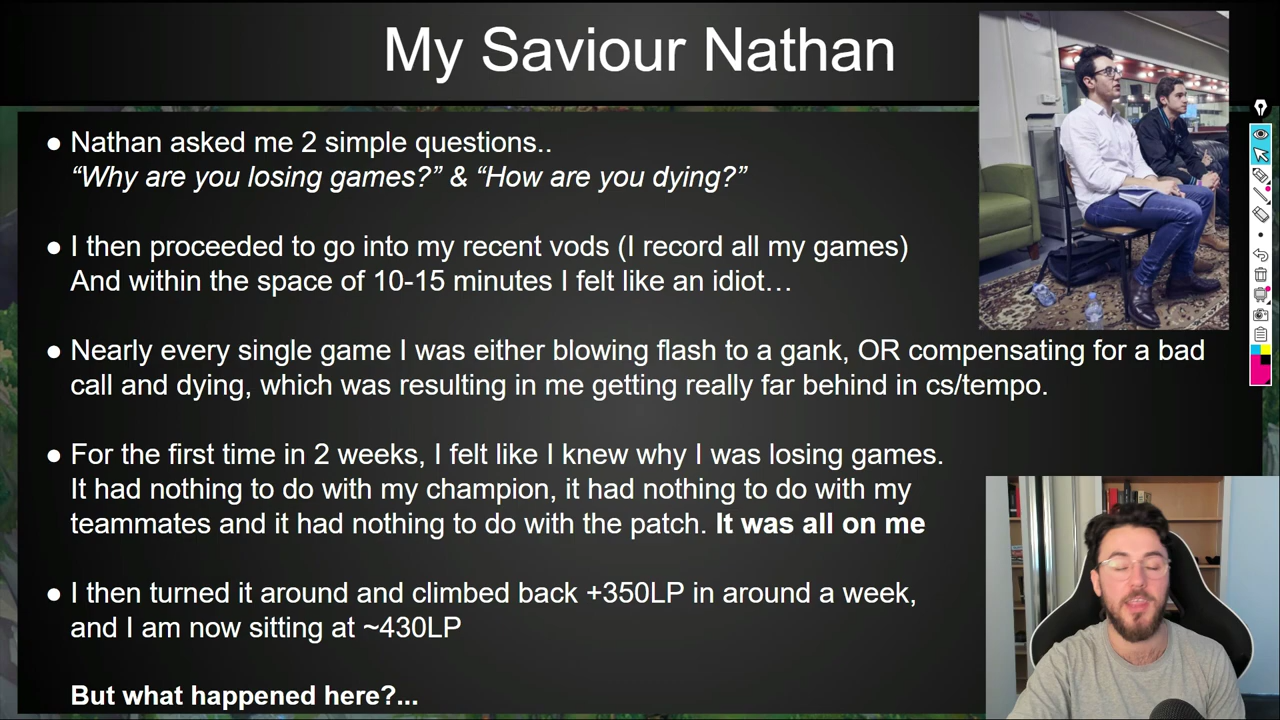 My Saviour Nathan
● Nathan asked me 2 simple questions..
“Why are you losing games?” & “How are you dying?”
● I then proceeded to go into my recent vods (I record all my games)
And within the space of 10-15 minutes I felt like an idiot…
● Nearly every single game I was either blowing flash to a gank, OR compensating for a bad
call and dying, which was resulting in me getting really far behind in cs/tempo.
● For the first time in 2 weeks, I felt like I knew why I was losing games.
It had nothing to do with my champion, it had nothing to do with my
teammates and it had nothing to do with the patch. It was all on me
● I then turned it around and climbed back +350LP in around a week,
and I am now sitting at ~430LP
But what happened here?...